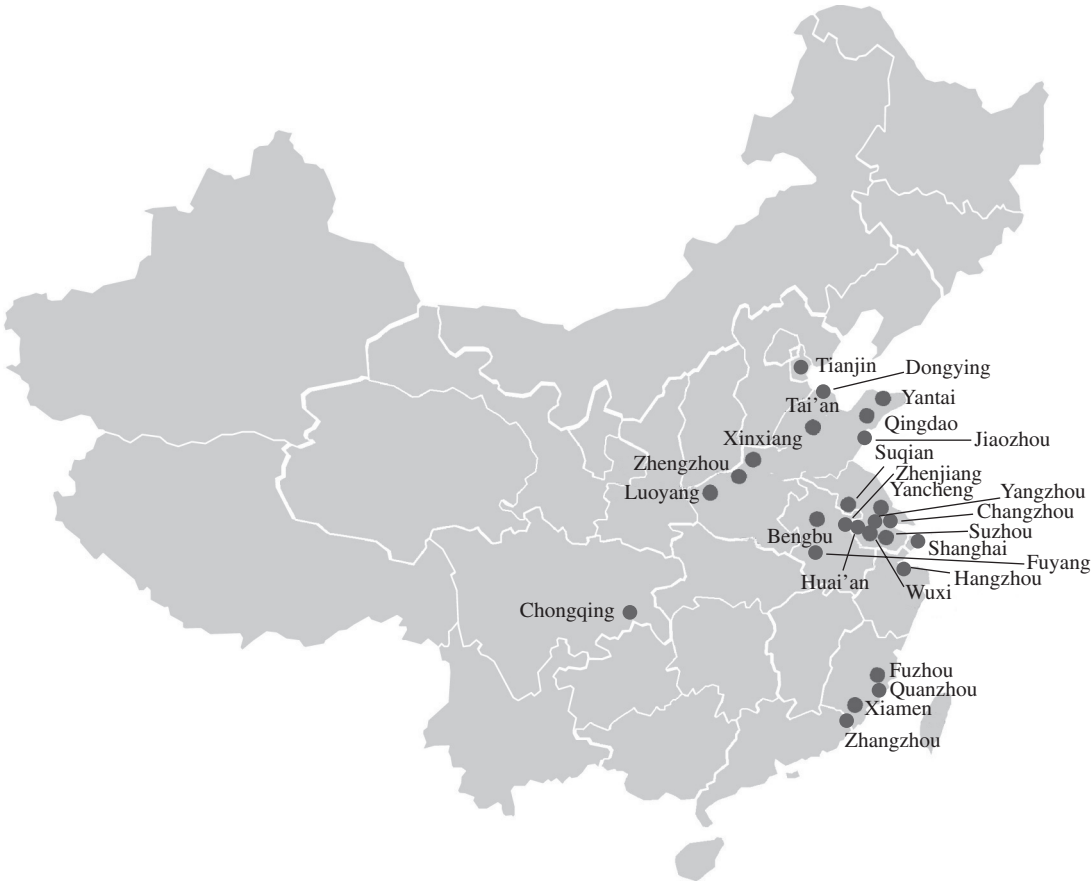 Tianjin
Dongying
Tai’an
Yantai
Qingdao
Xinxiang
Jiaozhou
Suqian
Zhengzhou
Zhenjiang
Luoyang
Yancheng
Yangzhou
Changzhou
Bengbu
Suzhou
Shanghai
Fuyang
Huai’an
Hangzhou
Wuxi
Chongqing
Fuzhou
Quanzhou
Xiamen
Zhangzhou